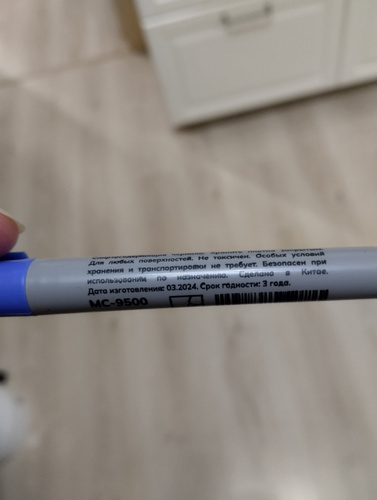 Для любых поверхностей. Не токсичен. Особых условий
хранения и транспортировки не требует. Безопасен при
использовании по назначению. Сделано в Китае.
Дата изготовления: 03.2024. Срок годности: 3 года.
МС-9500